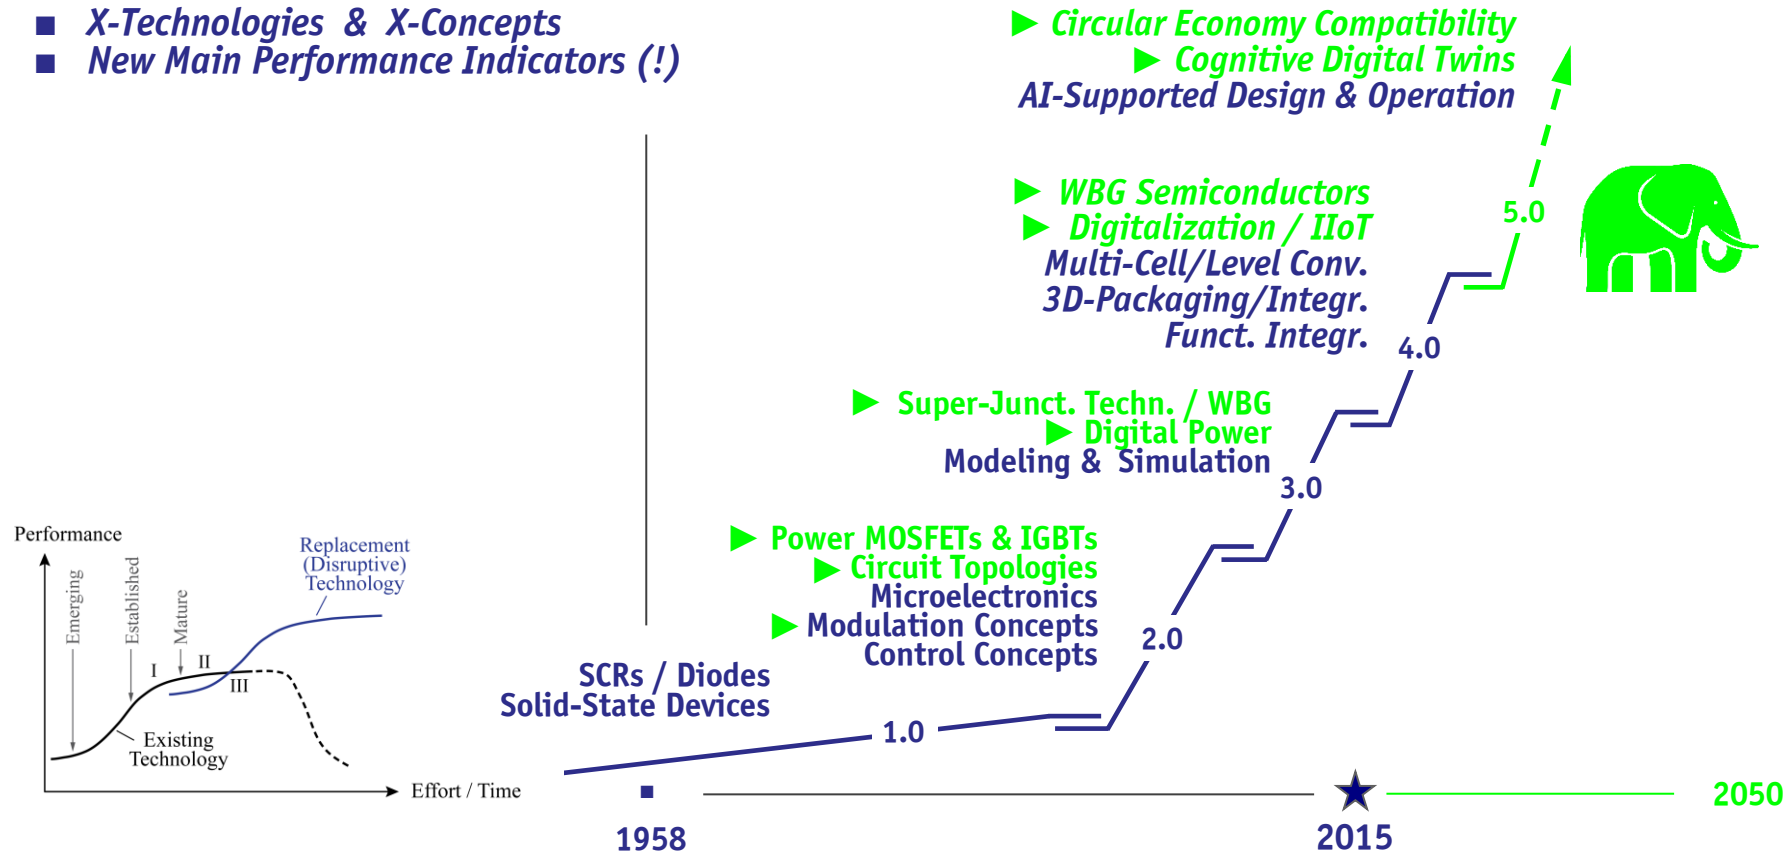 ■ X-Technologies & X-Concepts
■ New Main Performance Indicators (!)
► Circular Economy Compatibility
► Cognitive Digital Twins
AI-Supported Design & Operation
► WBG Semiconductors
► Digitalization / IIoT
Multi-Cell/Level Conv.
3D-Packaging/Integr.
Funct. Integr.
5.0
4.0
► Super-Junct. Techn. / WBG
► Digital Power
Modeling & Simulation
3.0
► Power MOSFETs & IGBTs
► Circuit Topologies
Microelectronics
► Modulation Concepts
Control Concepts
2.0
SCRs / Diodes
Solid-State Devices
1.0
Performance
Emerging
Established
Mature
Replacement
(Disruptive)
Technology
I
II
III
Existing
Technology
Effort / Time
1958
2015
2050